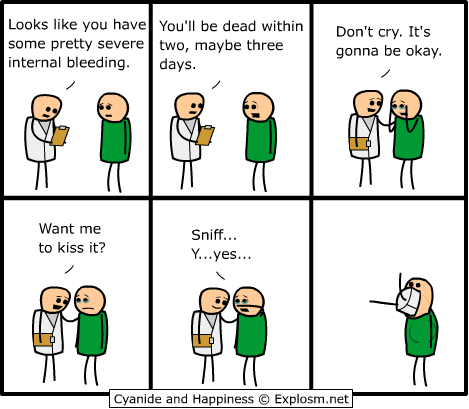 Looks like you have
some pretty severe
internal bleeding.
You'll be dead within
two, maybe three
days.
Don't cry. It's
gonna be okay.
Want me
to kiss it?
Sniff...
Y...yes...
Cyanide and Happiness © Explosm.net